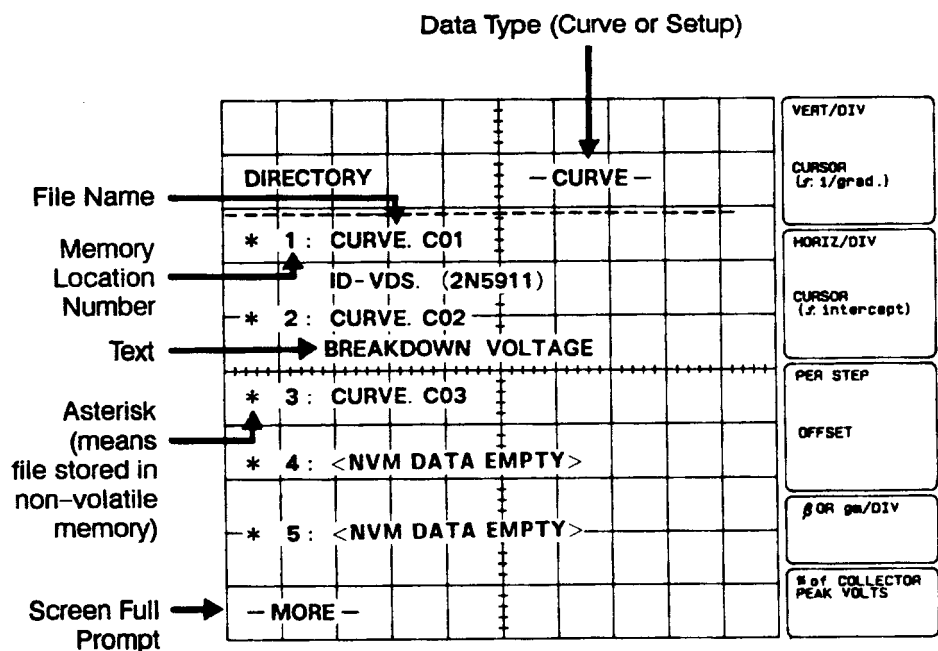 Data Type (Curve or Setup)
DIRECTORY
— CURVE —
File Name
* 1 : CURVE. C01
Memory
Location
Number
ID-VDS. (2N5911)
* 2 : CURVE. C02
Text
BREAKDOWN VOLTAGE
* 3 : CURVE. C03
Asterisk
(means
file stored in
non-volatile
memory)
* 4 : <NVM DATA EMPTY>
* 5 : <NVM DATA EMPTY>
Screen Full
Prompt
— MORE —
VERT/DIV
CURSOR
(r: 1/grad.)
HORIZ/DIV
CURSOR
(r: intercept)
PER STEP
OFFSET
β OR gm/DIV
% of COLLECTOR
PEAK VOLTS